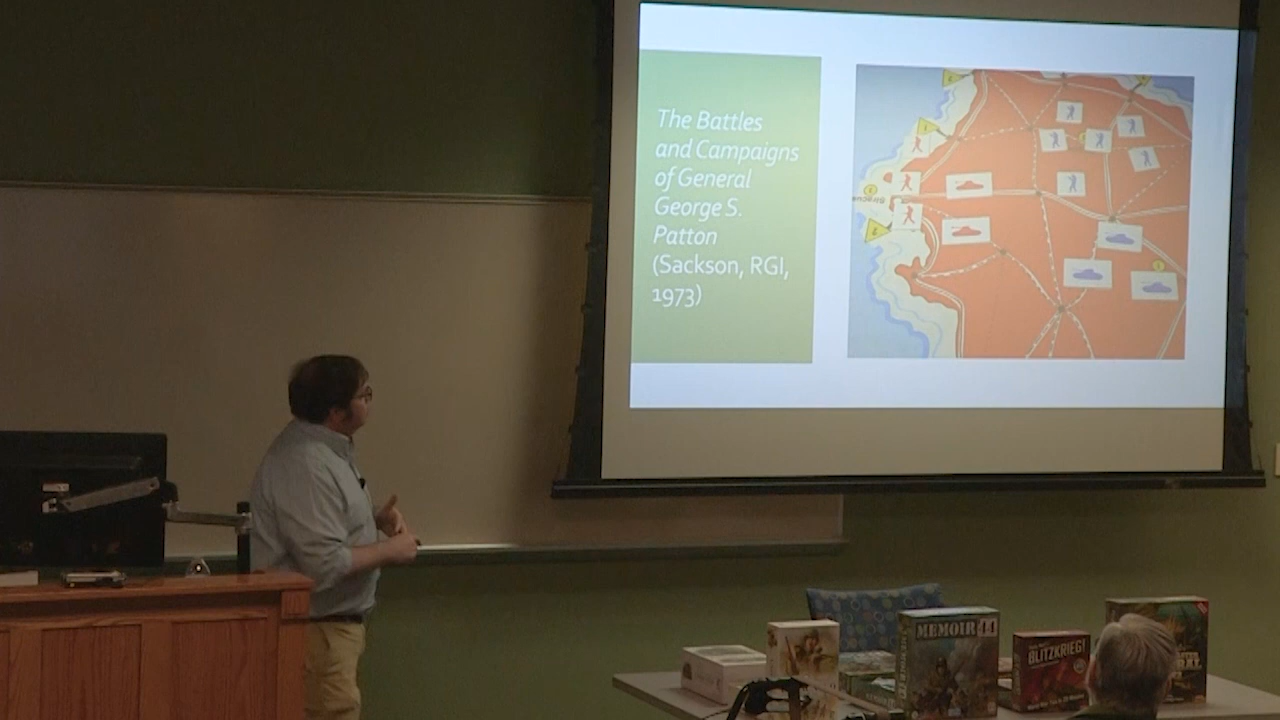 The Battles
and Campaigns
of General
George S.
Patton
(Sackson, RGI,
1973)
MEMOIR '44
BLITZKRIEG!